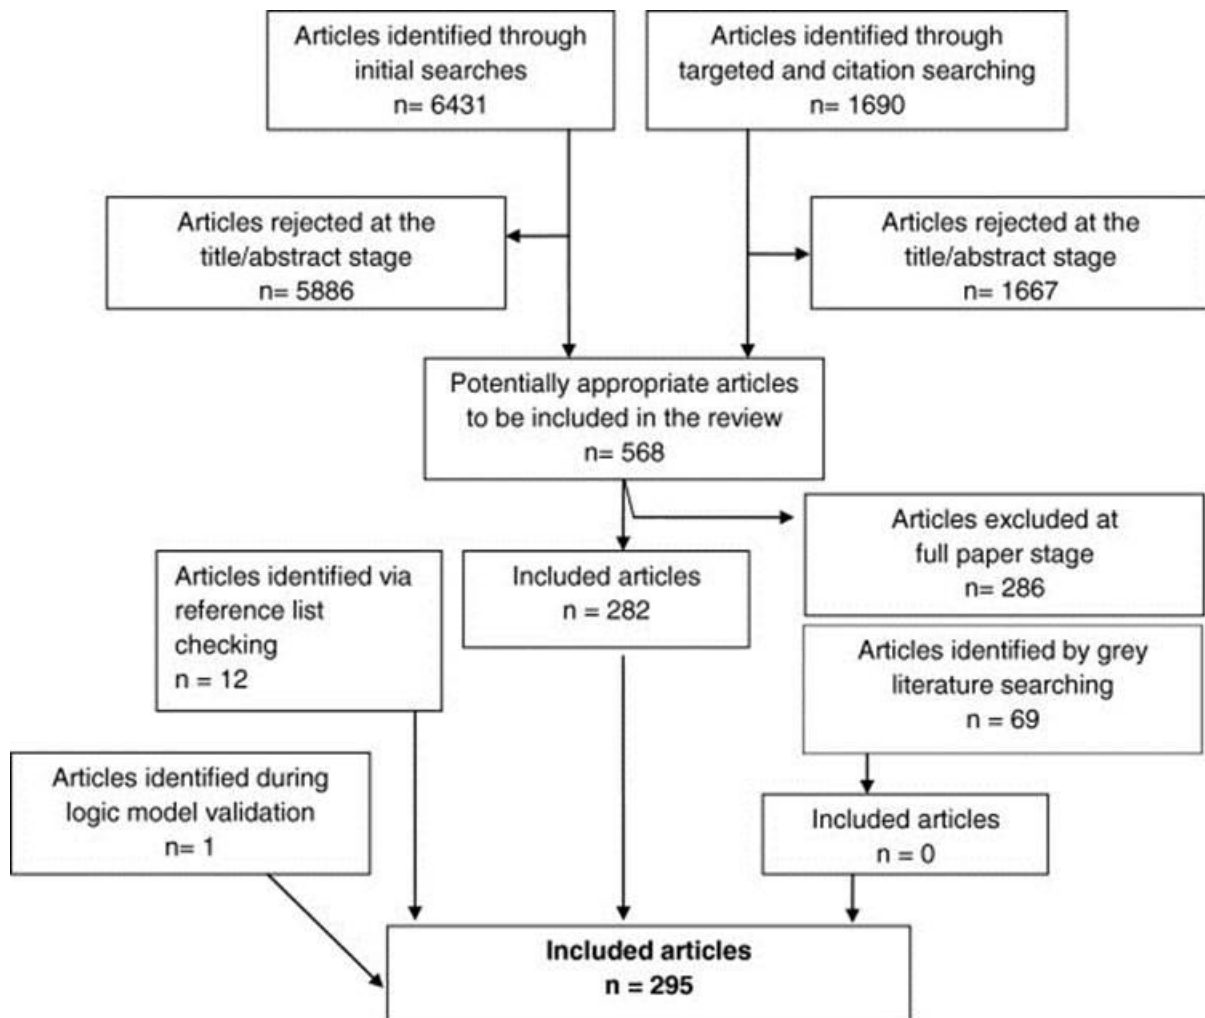 Articles identified through
initial searches
n= 6431
Articles identified through
targeted and citation searching
n= 1690
Articles rejected at the
title/abstract stage
n= 5886
Articles rejected at the
title/abstract stage
n= 1667
Potentially appropriate articles
to be included in the review
n= 568
Articles excluded at
full paper stage
n= 286
Articles identified via
reference list
checking
n = 12
Included articles
n = 282
Articles identified by grey
literature searching
n = 69
Articles identified during
logic model validation
n= 1
Included articles
n = 0
Included articles
n = 295